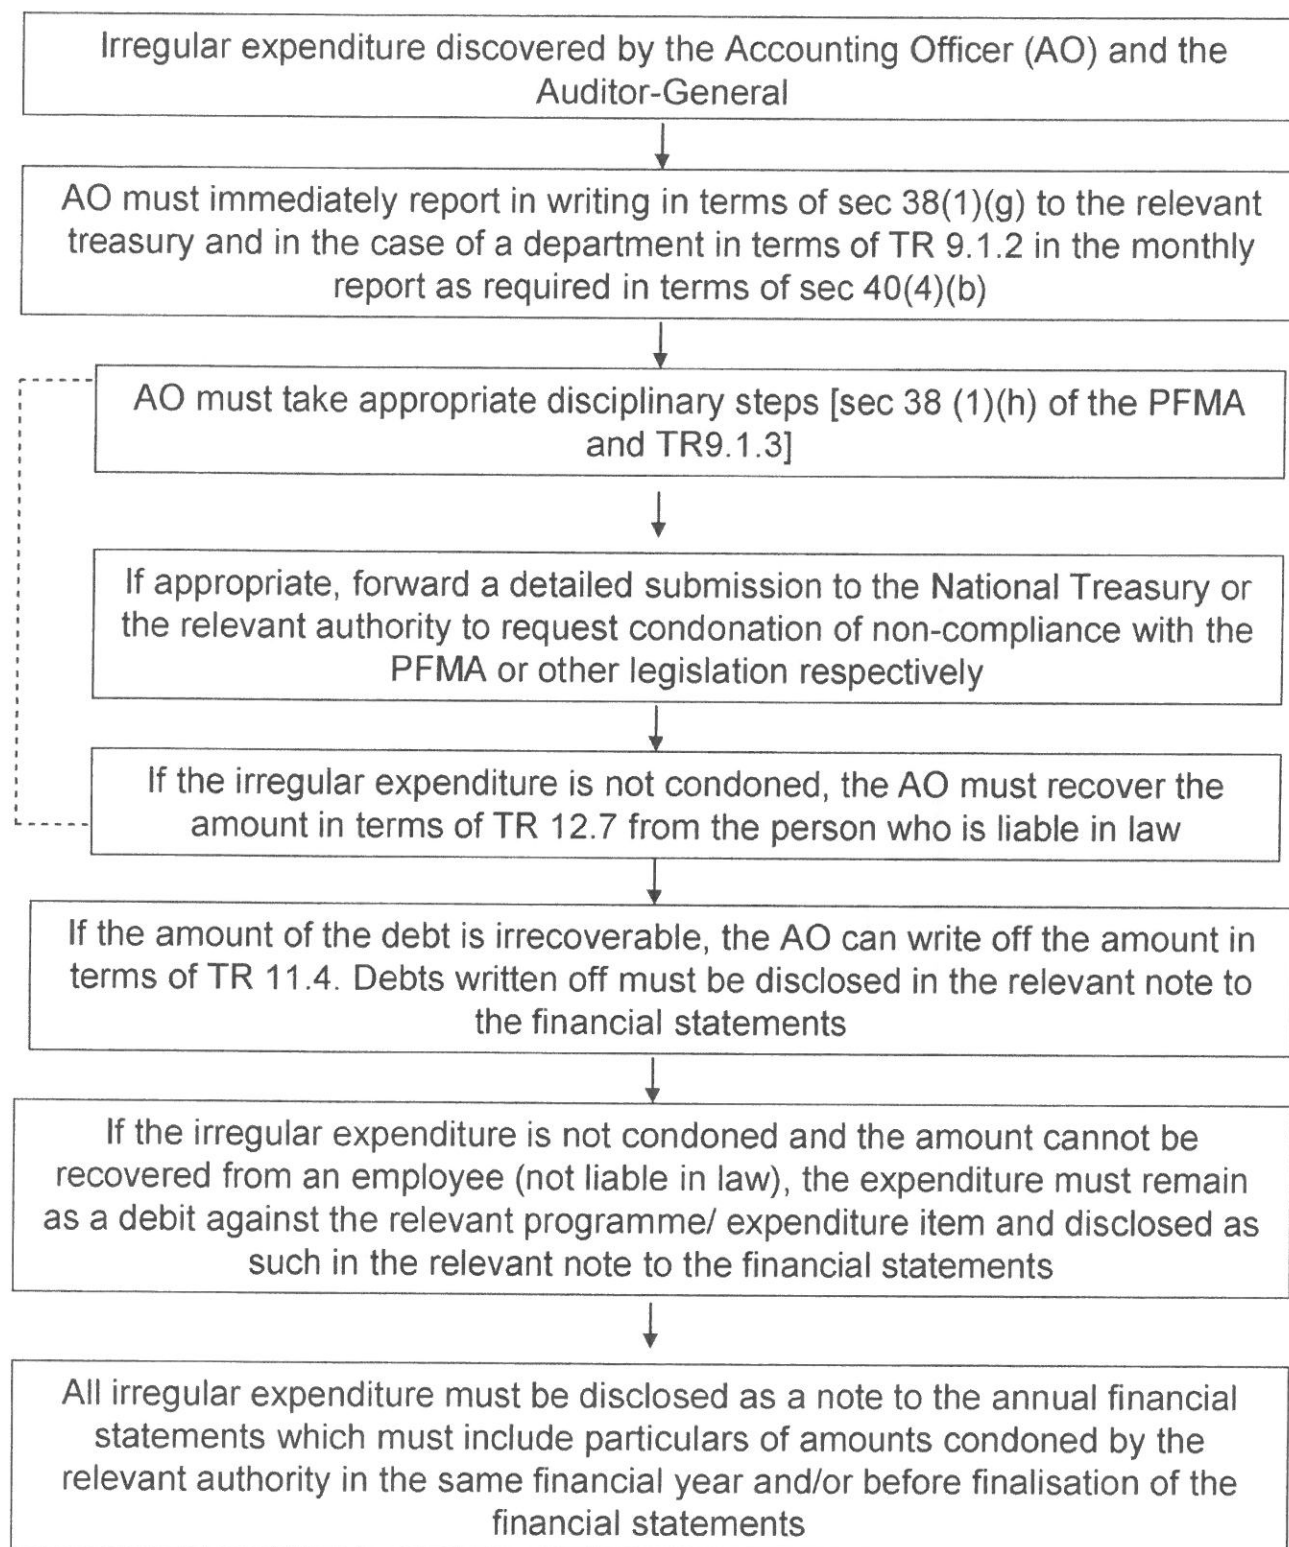 Irregular expenditure discovered by the Accounting Officer (AO) and the
Auditor-General
AO must immediately report in writing in terms of sec 38(1)(g) to the relevant
treasury and in the case of a department in terms of TR 9.1.2 in the monthly
report as required in terms of sec 40(4)(b)
AO must take appropriate disciplinary steps [sec 38 (1)(h) of the PFMA
and TR9.1.3]
If appropriate, forward a detailed submission to the National Treasury or
the relevant authority to request condonation of non-compliance with the
PFMA or other legislation respectively
If the irregular expenditure is not condoned, the AO must recover the
amount in terms of TR 12.7 from the person who is liable in law
If the amount of the debt is irrecoverable, the AO can write off the amount in
terms of TR 11.4. Debts written off must be disclosed in the relevant note to
the financial statements
If the irregular expenditure is not condoned and the amount cannot be
recovered from an employee (not liable in law), the expenditure must remain
as a debit against the relevant programme/ expenditure item and disclosed as
such in the relevant note to the financial statements
All irregular expenditure must be disclosed as a note to the annual financial
statements which must include particulars of amounts condoned by the
relevant authority in the same financial year and/or before finalisation of the
financial statements